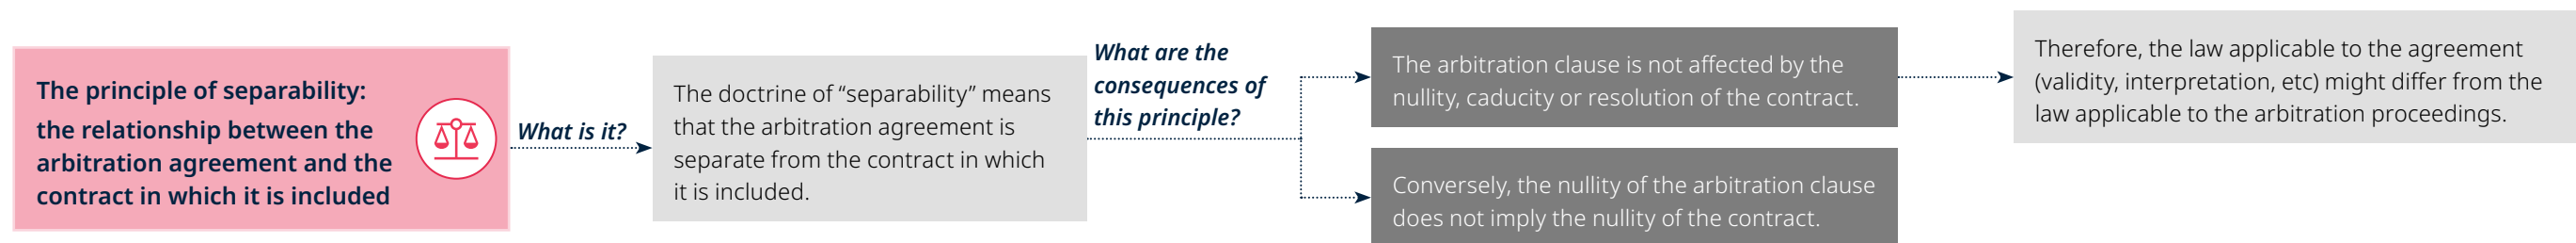 The principle of separability:
the relationship between the
arbitration agreement and the
contract in which it is included
What is it?
The doctrine of “separability” means
that the arbitration agreement is
separate from the contract in which
it is included.
What are the
consequences of
this principle?
The arbitration clause is not affected by the
nullity, caducity or resolution of the contract.
Conversely, the nullity of the arbitration clause
does not imply the nullity of the contract.
Therefore, the law applicable to the agreement
(validity, interpretation, etc) might differ from the
law applicable to the arbitration proceedings.